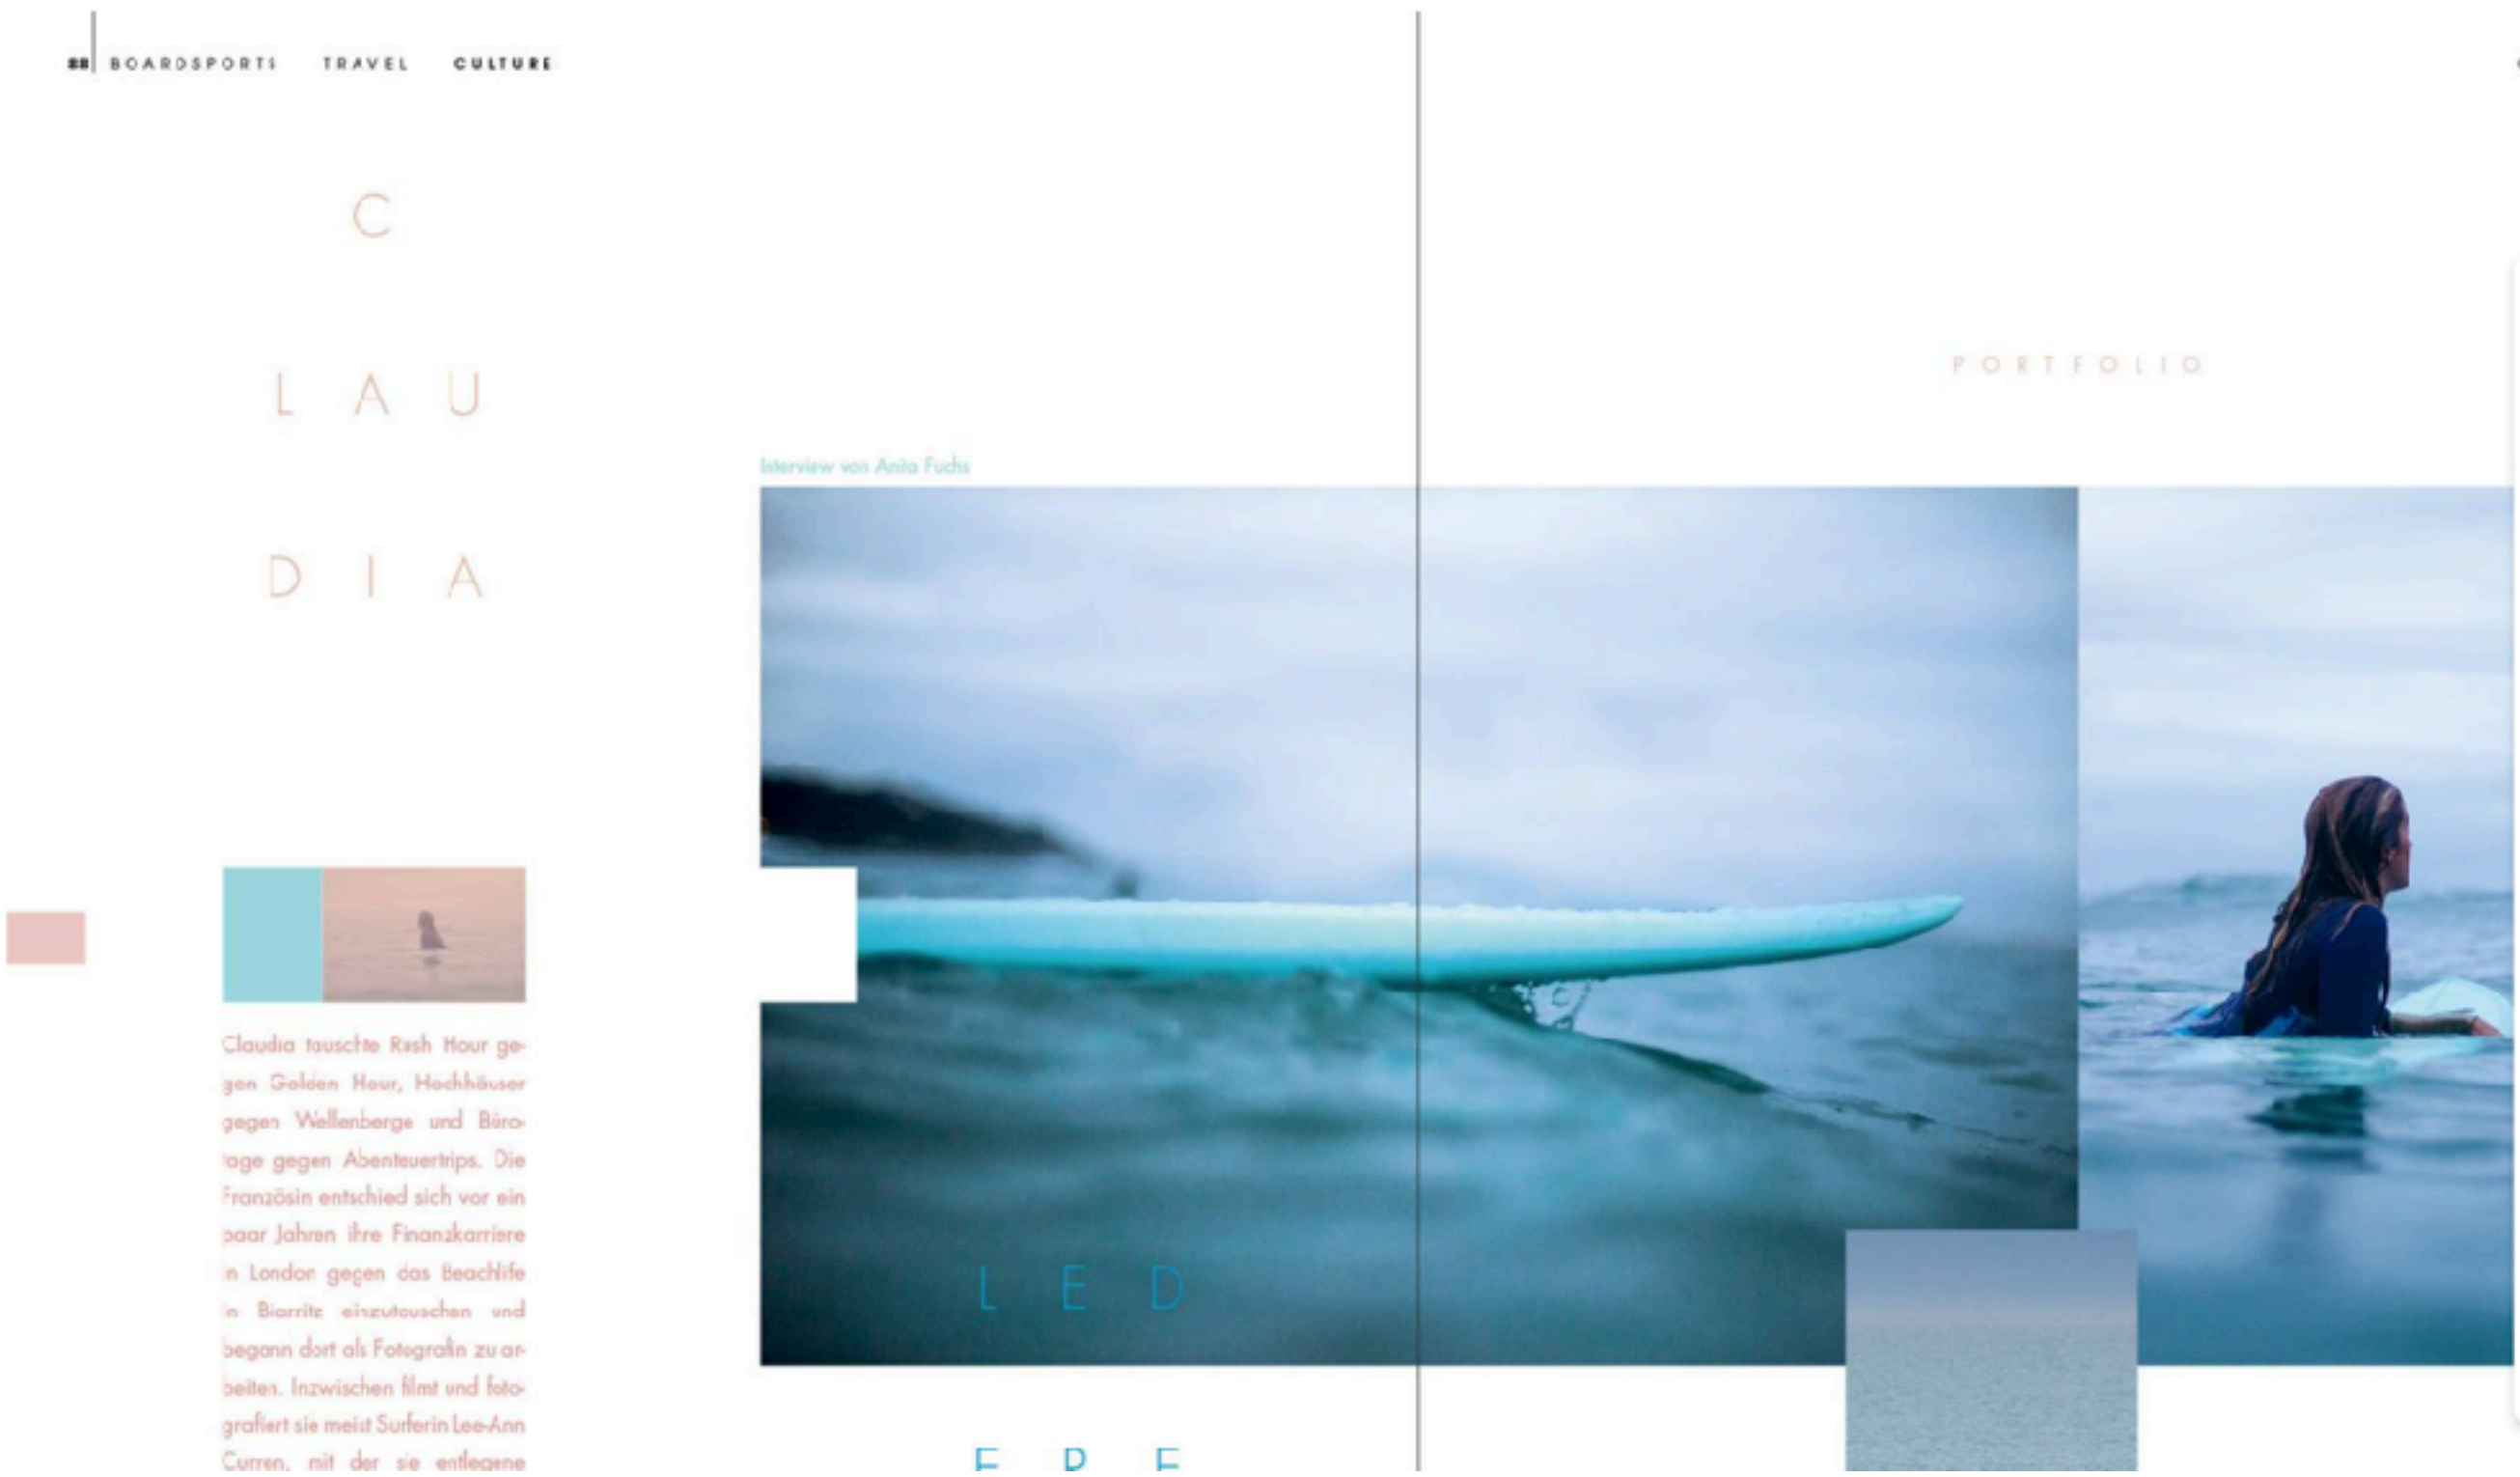 88 BOARDSPORTS TRAVEL CULTURE
C
L A U
D I A
PORTFOLIO
Interview von Anita Fuchs
Claudia tauschte Rush Hour ge-
gen Golden Hour, Hochhäuser
gegen Wellenberge und Büro-
tage gegen Abenteuertrips. Die
Französin entschied sich vor ein
paar Jahren ihre Finanzkarriere
in London gegen das Beachlife
in Biarritz einzutauschen und
begann dort als Fotografin zu ar-
beiten. Inzwischen filmt und foto-
grafiert sie meist Surferin Lee-Ann
Curren, mit der sie entlegene
L E D
E R E